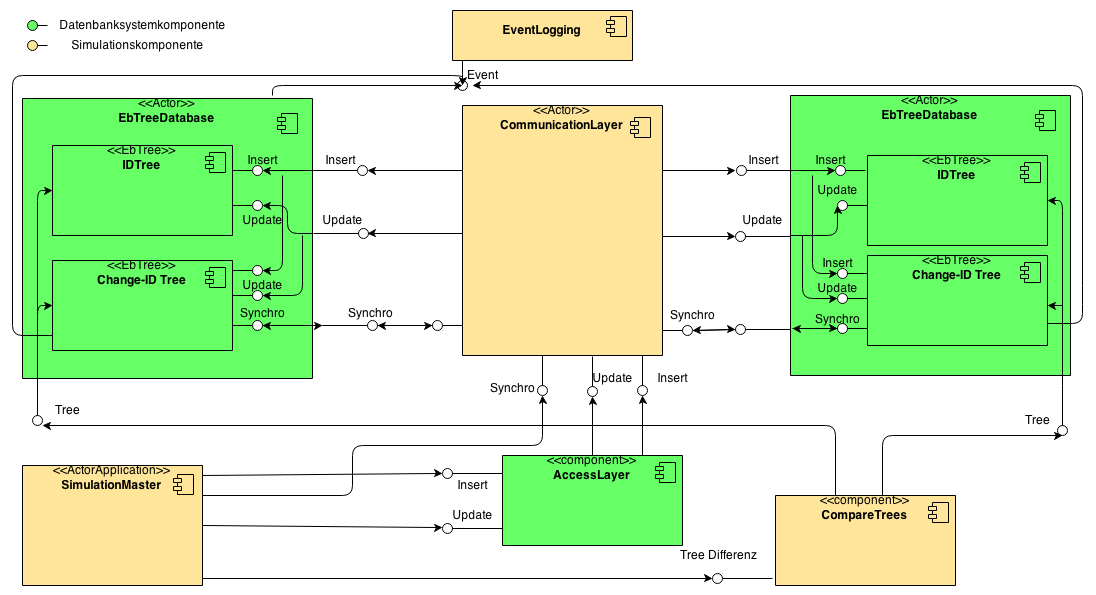 Datenbanksystemkomponente
Simulationskomponente
EventLogging
Event
<<Actor>>
EbTreeDatabase
<<EbTree>>
IDTree
Insert
Update
<<EbTree>>
Change-ID Tree
Update
Synchro
Insert
Update
Synchro
<<Actor>>
CommunicationLayer
Insert
Update
Synchro
<<Actor>>
EbTreeDatabase
<<EbTree>>
IDTree
Insert
Update
<<EbTree>>
Change-ID Tree
Insert
Update
Synchro
Synchro
Update
Insert
Tree
Tree
<<ActorApplication>>
SimulationMaster
Insert
Update
<<component>>
AccessLayer
Tree Differenz
<<component>>
CompareTrees